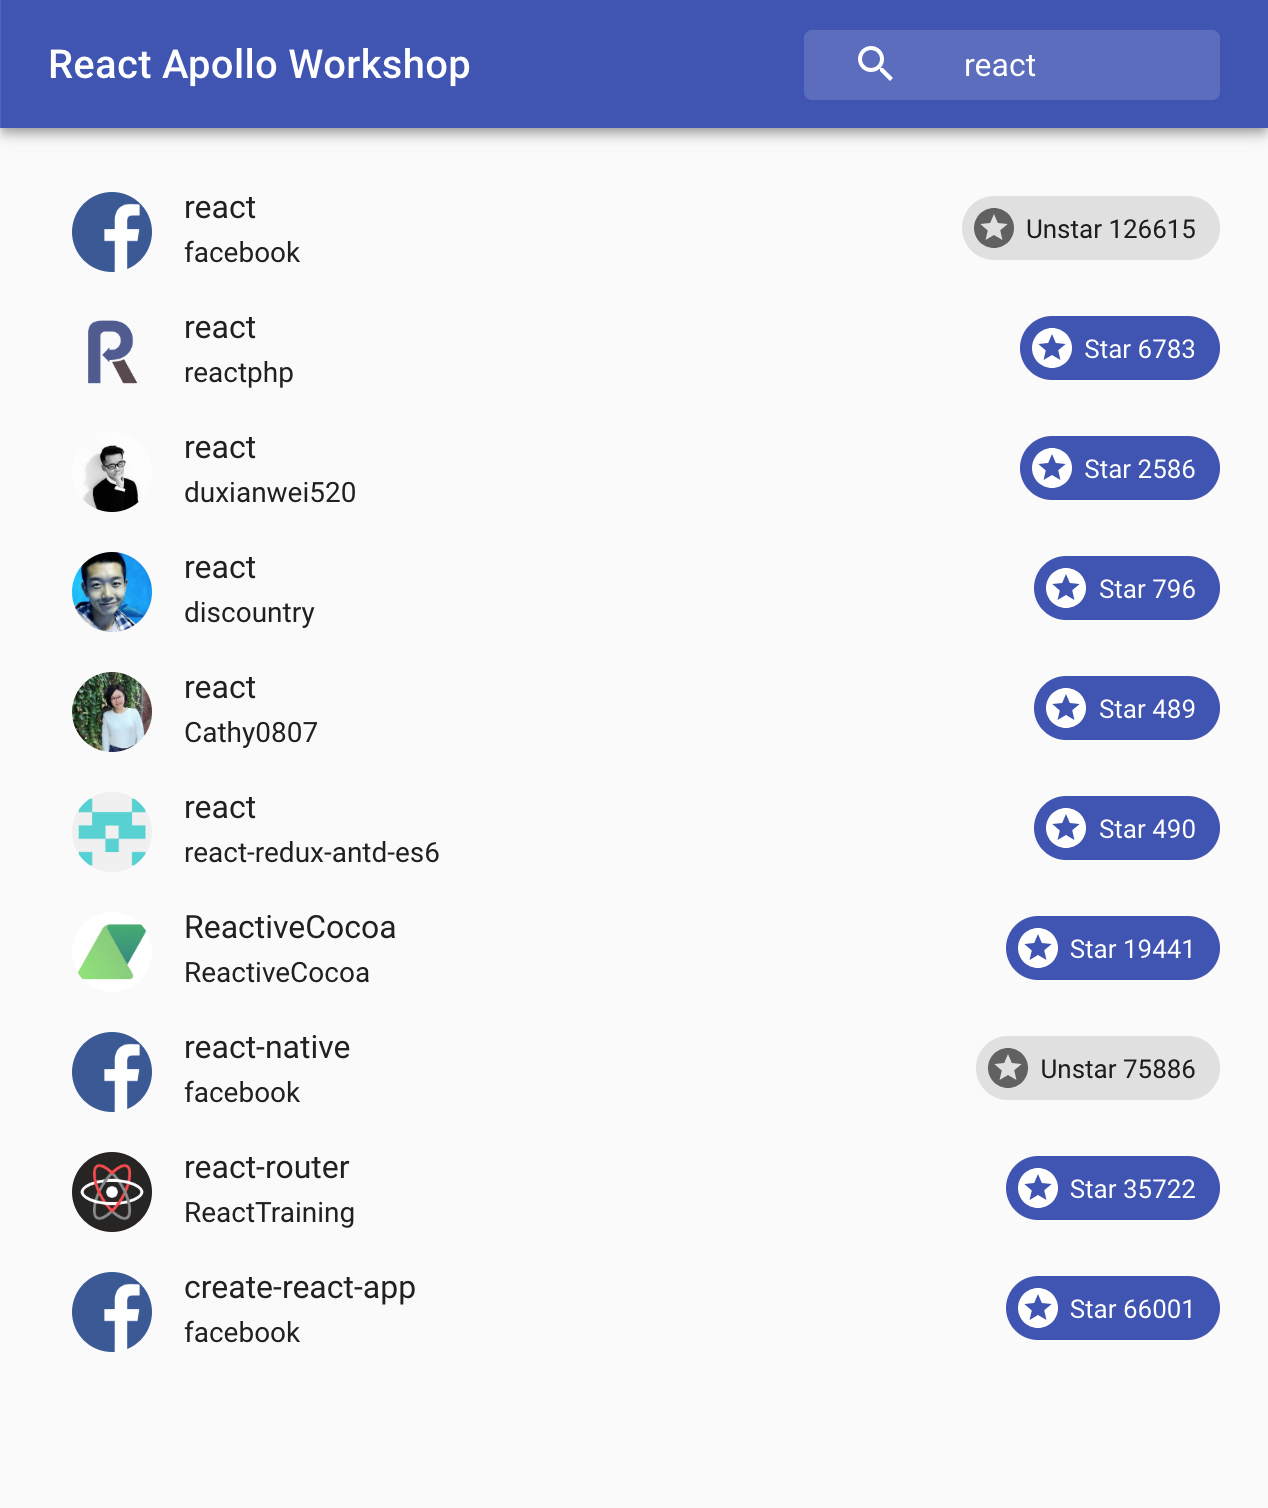 React Apollo Workshop
react
react
facebook
Unstar 126615
react
reactphp
Star 6783
react
duxianwei520
Star 2586
react
discountry
Star 796
react
Cathy0807
Star 489
react
react-redux-antd-es6
Star 490
ReactiveCocoa
ReactiveCocoa
Star 19441
react-native
facebook
Unstar 75886
react-router
ReactTraining
Star 35722
create-react-app
facebook
Star 66001